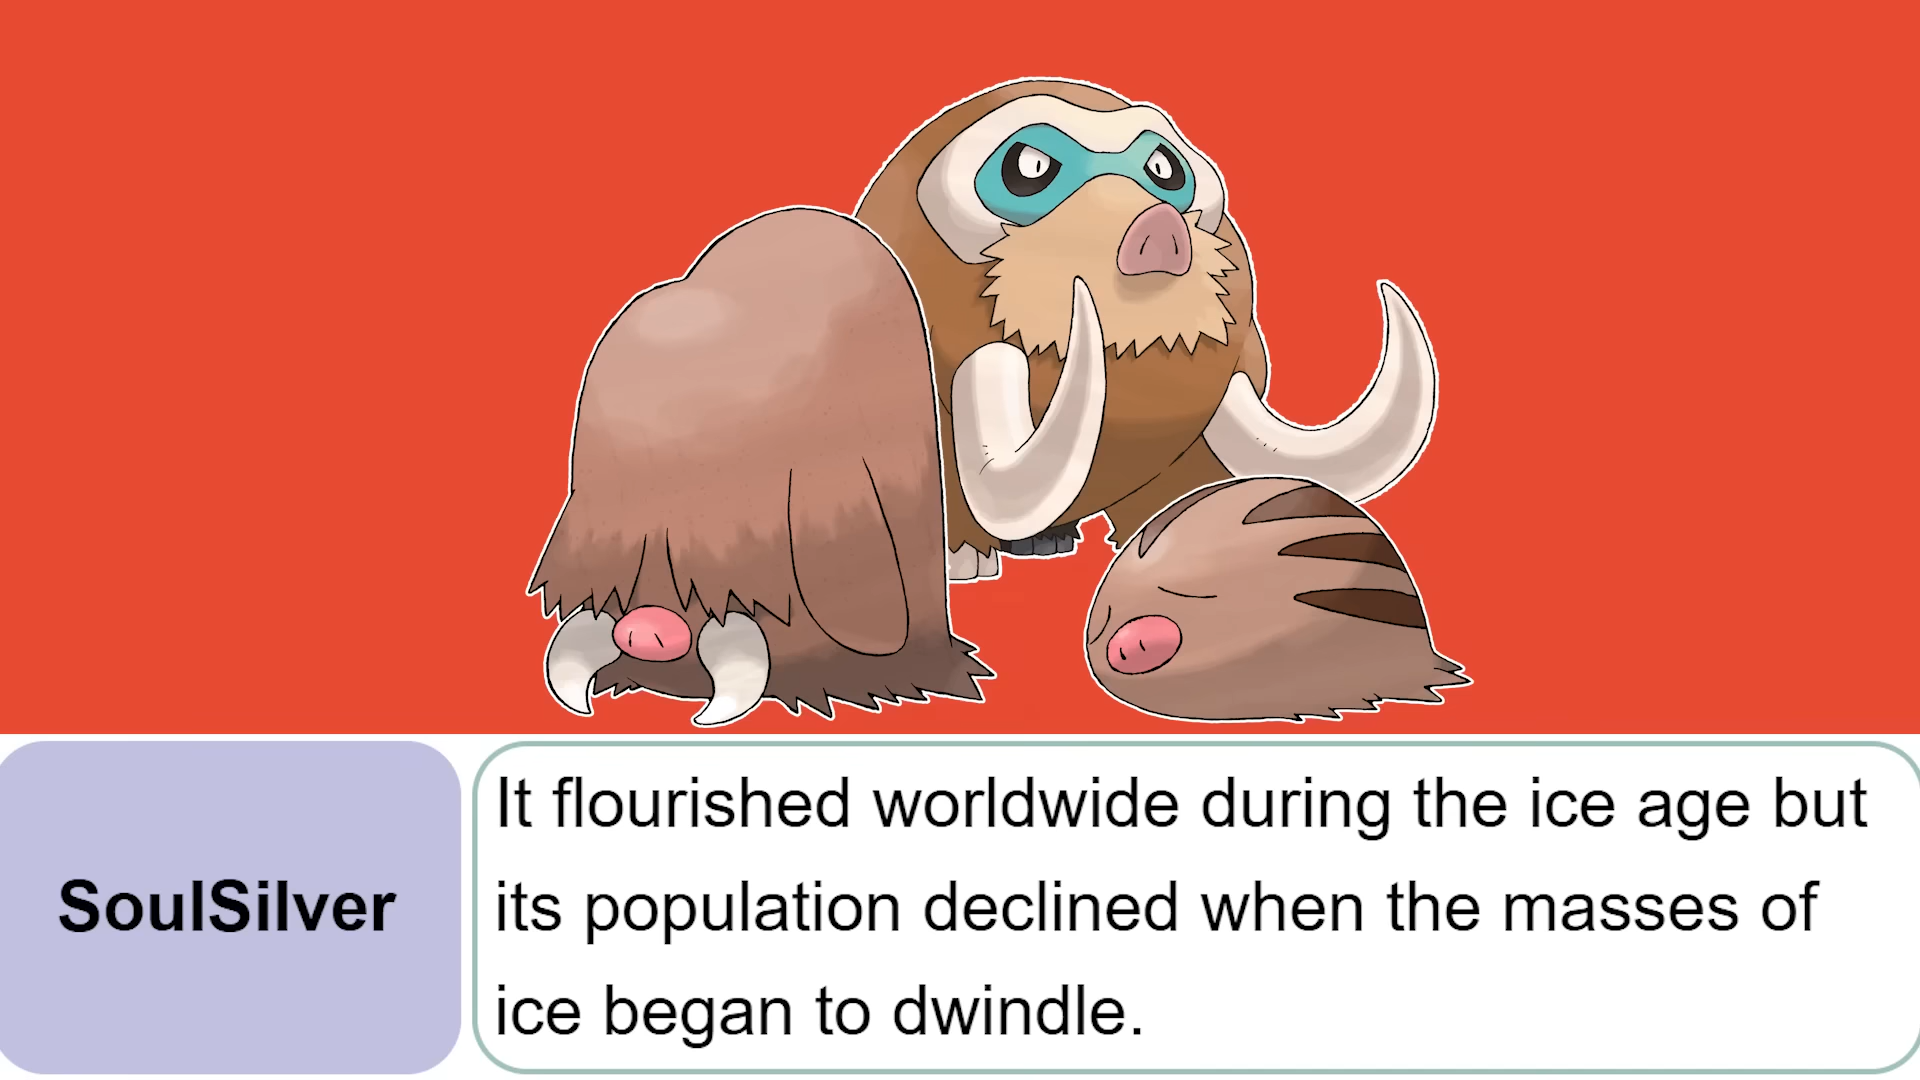 SoulSilver
It flourished worldwide during the ice age but
its population declined when the masses of
ice began to dwindle.